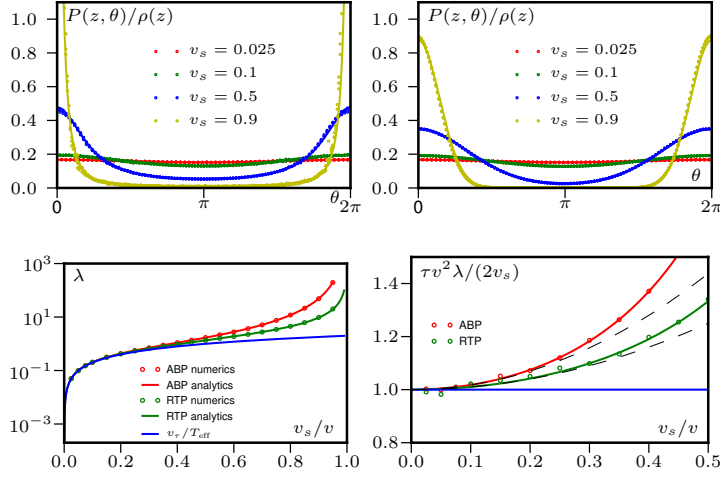 P(z, θ)/ρ(z)
1.0
0.8
0.6
0.4
0.2
0.0
v_s = 0.025
v_s = 0.1
v_s = 0.5
v_s = 0.9
0
π
θ
2π
P(z, θ)/ρ(z)
1.0
0.8
0.6
0.4
0.2
0.0
v_s = 0.025
v_s = 0.1
v_s = 0.5
v_s = 0.9
0
π
θ
2π
λ
10^3
10^1
10^{-1}
10^{-3}
ABP numerics
ABP analytics
RTP numerics
RTP analytics
v_τ/T_eff
v_s/v
0.0 0.2 0.4 0.6 0.8 1.0
τv^2λ/(2v_s)
1.4
1.2
1.0
0.8
ABP
RTP
v_s/v
0.0 0.1 0.2 0.3 0.4 0.5